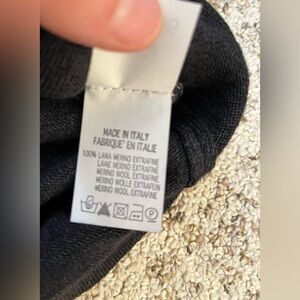 MADE IN ITALY
FABRIQUE' EN ITALIE
100% LANA MERINO EXTRAFINE
LAINE MERINO EXTRAFINE
MERINO WOOL EXTRAFINE
MERINO WOLLE EXTRAFEIN
MERINO WOOL EXTRAFINE
P